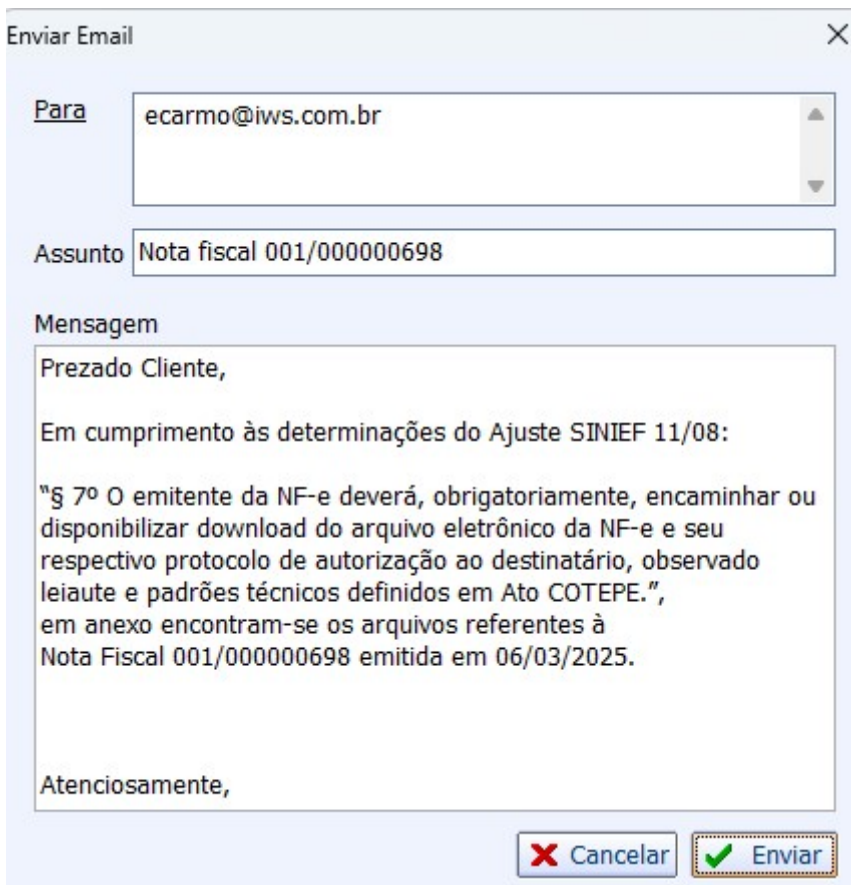 Enviar Email
Para
ecarmo@iws.com.br
Assunto
Nota fiscal 001/000000698
Mensagem
Prezado Cliente,
Em cumprimento às determinações do Ajuste SINIEF 11/08:
“§ 7º O emitente da NF-e deverá, obrigatoriamente, encaminhar ou
disponibilizar download do arquivo eletrônico da NF-e e seu
respectivo protocolo de autorização ao destinatário, observado
leiaute e padrões técnicos definidos em Ato COTEPE.”,
em anexo encontram-se os arquivos referentes à
Nota Fiscal 001/000000698 emitida em 06/03/2025.
Atenciosamente,
Cancelar
Enviar